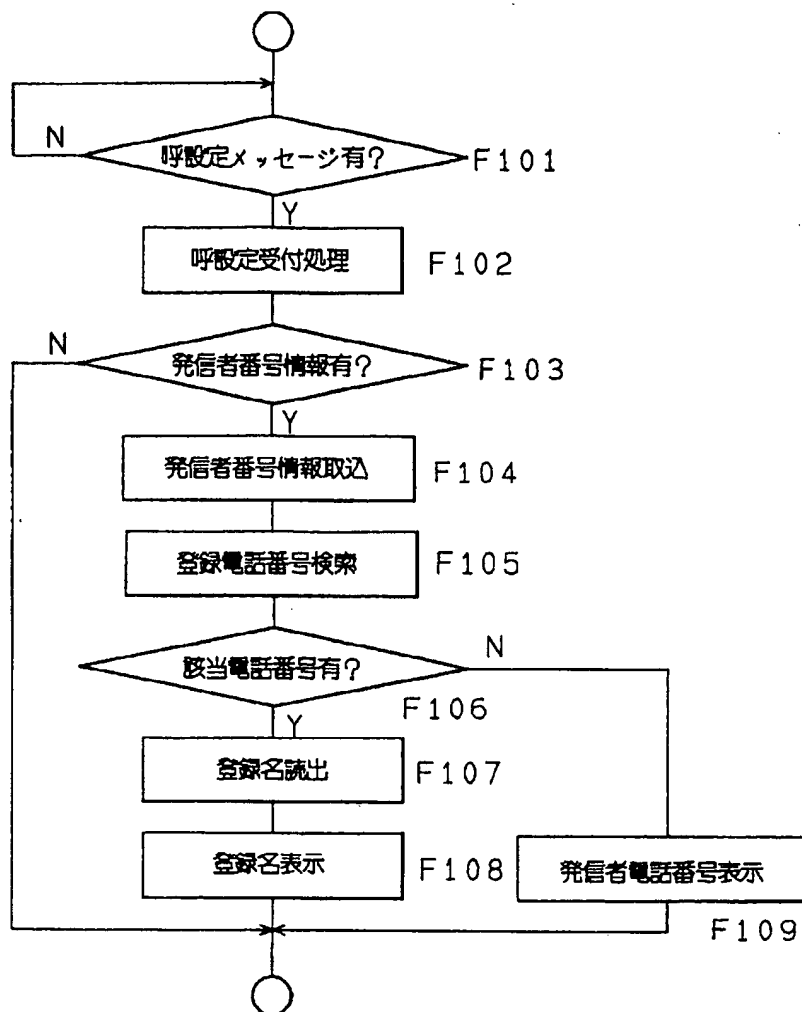 N
呼設定メッセージ有?
F101
Y
呼設定受付処理
F102
N
発信者番号情報有?
F103
Y
発信者番号情報取込
F104
登録電話番号検索
F105
該当電話番号有?
N
F106
Y
登録名読出
F107
登録名表示
F108
発信者電話番号表示
F109